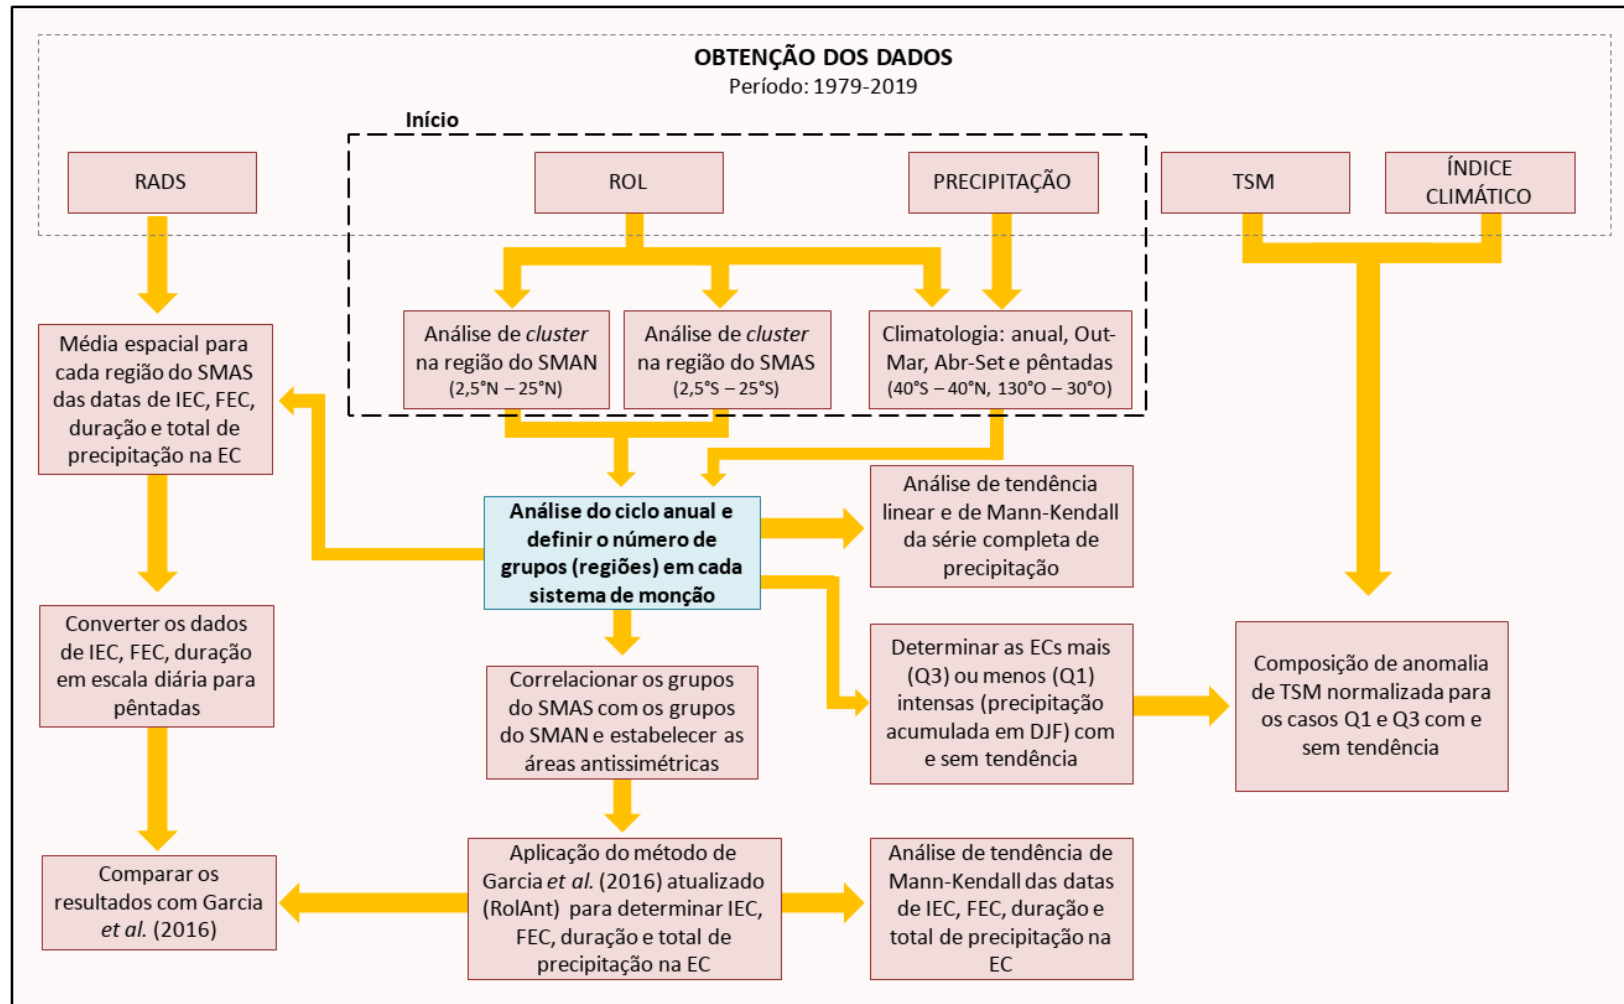 OBTENÇÃO DOS DADOS
Período: 1979-2019
Início
RADS
ROL
PRECIPITAÇÃO
TSM
ÍNDICE
CLIMÁTICO
Média espacial para
cada região do SMAS
das datas de IEC, FEC,
duração e total de
precipitação na EC
Análise de cluster
na região do SMAN
(2,5°N – 25°N)
Análise de cluster
na região do SMAS
(2,5°S – 25°S)
Climatologia: anual, Out-
Mar, Abr-Set e pêntadas
(40°S – 40°N, 130°O – 30°O)
Análise do ciclo anual e
definir o número de
grupos (regiões) em cada
sistema de monção
Análise de tendência
linear e de Mann-Kendall
da série completa de
precipitação
Converter os dados
de IEC, FEC, duração
em escala diária para
pêntadas
Correlacionar os grupos
do SMAS com os grupos
do SMAN e estabelecer as
áreas antissimétricas
Determinar as ECs mais
(Q3) ou menos (Q1)
intensas (precipitação
acumulada em DJF) com
e sem tendência
Composição de anomalia
de TSM normalizada para
os casos Q1 e Q3 com e
sem tendência
Comparar os
resultados com Garcia
et al. (2016)
Aplicação do método de
Garcia et al. (2016) atualizado
(RolAnt) para determinar IEC,
FEC, duração e total de
precipitação na EC
Análise de tendência de
Mann-Kendall das datas
de IEC, FEC, duração e
total de precipitação na
EC